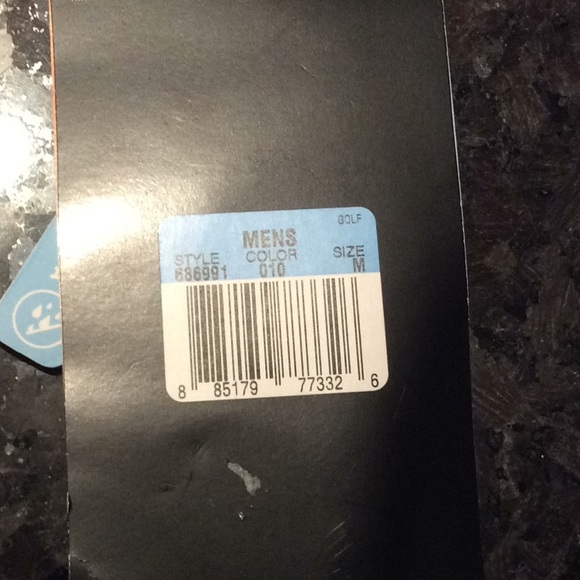 GOLF
MENS
STYLE COLOR SIZE
686991 010 M
8 85179 77332 6